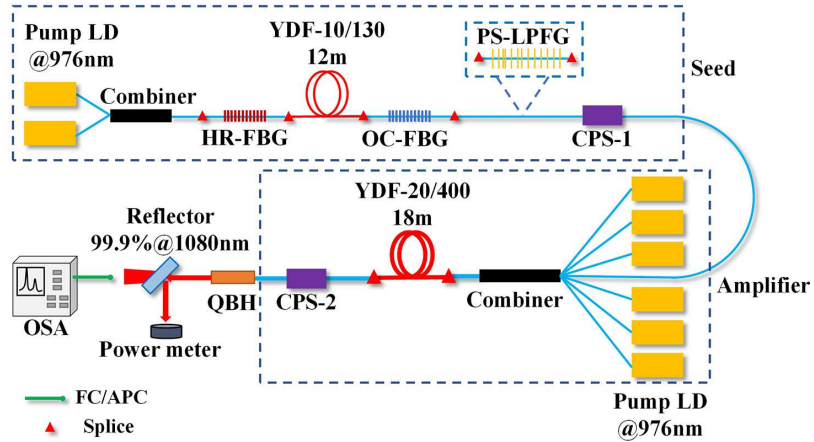 Pump LD
@976nm
Combiner
HR-FBG
YDF-10/130
12m
OC-FBG
PS-LPFG
CPS-1
Seed
Reflector
99.9%@1080nm
OSA
Power meter
QBH
CPS-2
YDF-20/400
18m
Combiner
Amplifier
Pump LD
@976nm
FC/APC
Splice